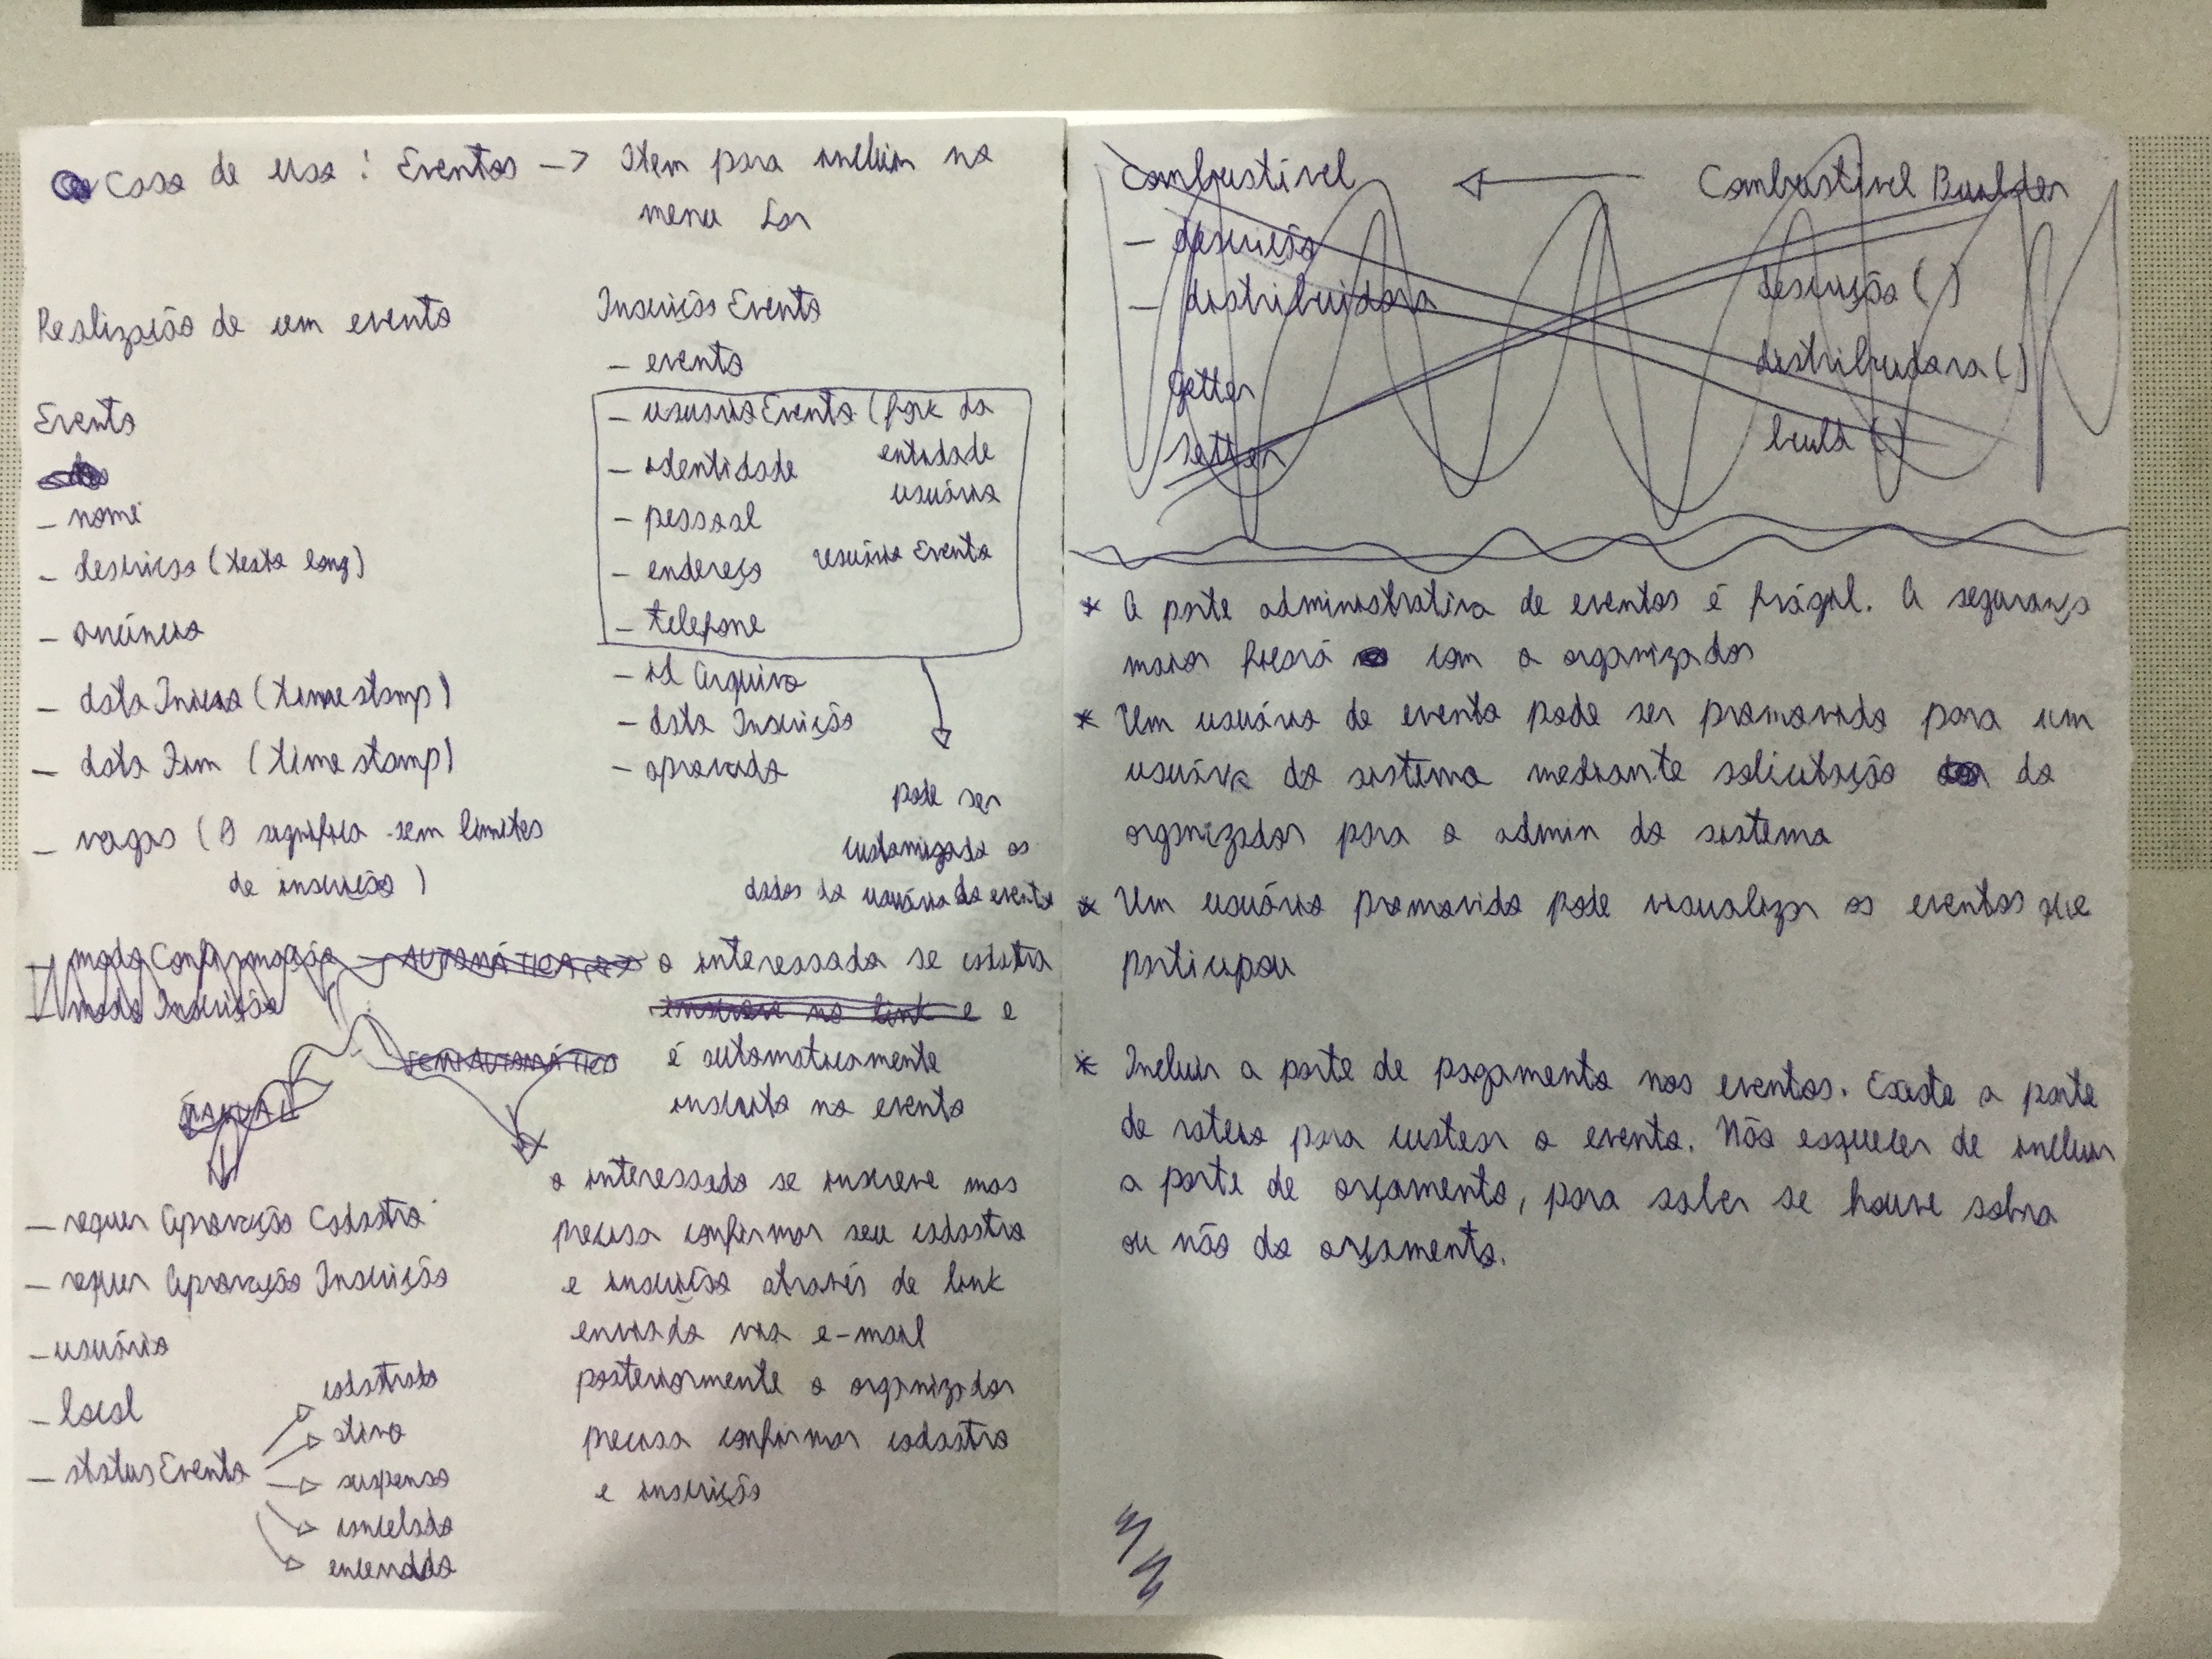 Caso de Uso: Eventos -> Item para incluir no
menu Lar
Realização de um evento
Evento
- nome
- descricao (texto long)
- anúncio
- data Inicio (timestamp)
- data Fim (timestamp)
- vagas (0 significa sem limites
de inscrição)
- modo Confirmação - AUTOMÁTICA
- modo Inscrição
SEMIAUTOMÁTICO
MANUAL
- requer Aprovação Cadastro
- requer Aprovação Inscrição
- usuário
- local
- status Evento
cadastrado
ativo
suspenso
cancelado
encerrado
Inscrição Evento
- evento
- usuario Evento (fork da
entidade
usuário
- identidade
- pessoal
- endereço
usuário Evento
- telefone
- id Arquivo
- data Inscrição
- aprovado
pode ser
customizado os
dados do usuário do evento
o interessado se cadastra
inscreve no link e e
é automaticamente
inscrito no evento
o interessado se inscreve mas
precisa confirmar seu cadastro
e inscrição através de link
enviado via e-mail
posteriormente o organizador
precisa confirmar cadastro
e inscrição
Combustível
Combustível Builder
- descrição
- distribuidora
getter
setter
descrição ( )
distribuidora ( )
build ( )
* A parte administrativa de eventos é frágil. A segurança
maior ficará com o organizador
* Um usuário de evento pode ser promovido para um
usuário do sistema mediante solicitação do
organizador para o admin do sistema
* Um usuário promovido pode visualizar os eventos que
participou
* Incluir a parte de pagamento nos eventos. Existe a parte
de rateio para custear o evento. Não esquecer de incluir
a parte de orçamento, para saber se houve sobra
ou não do orçamento.